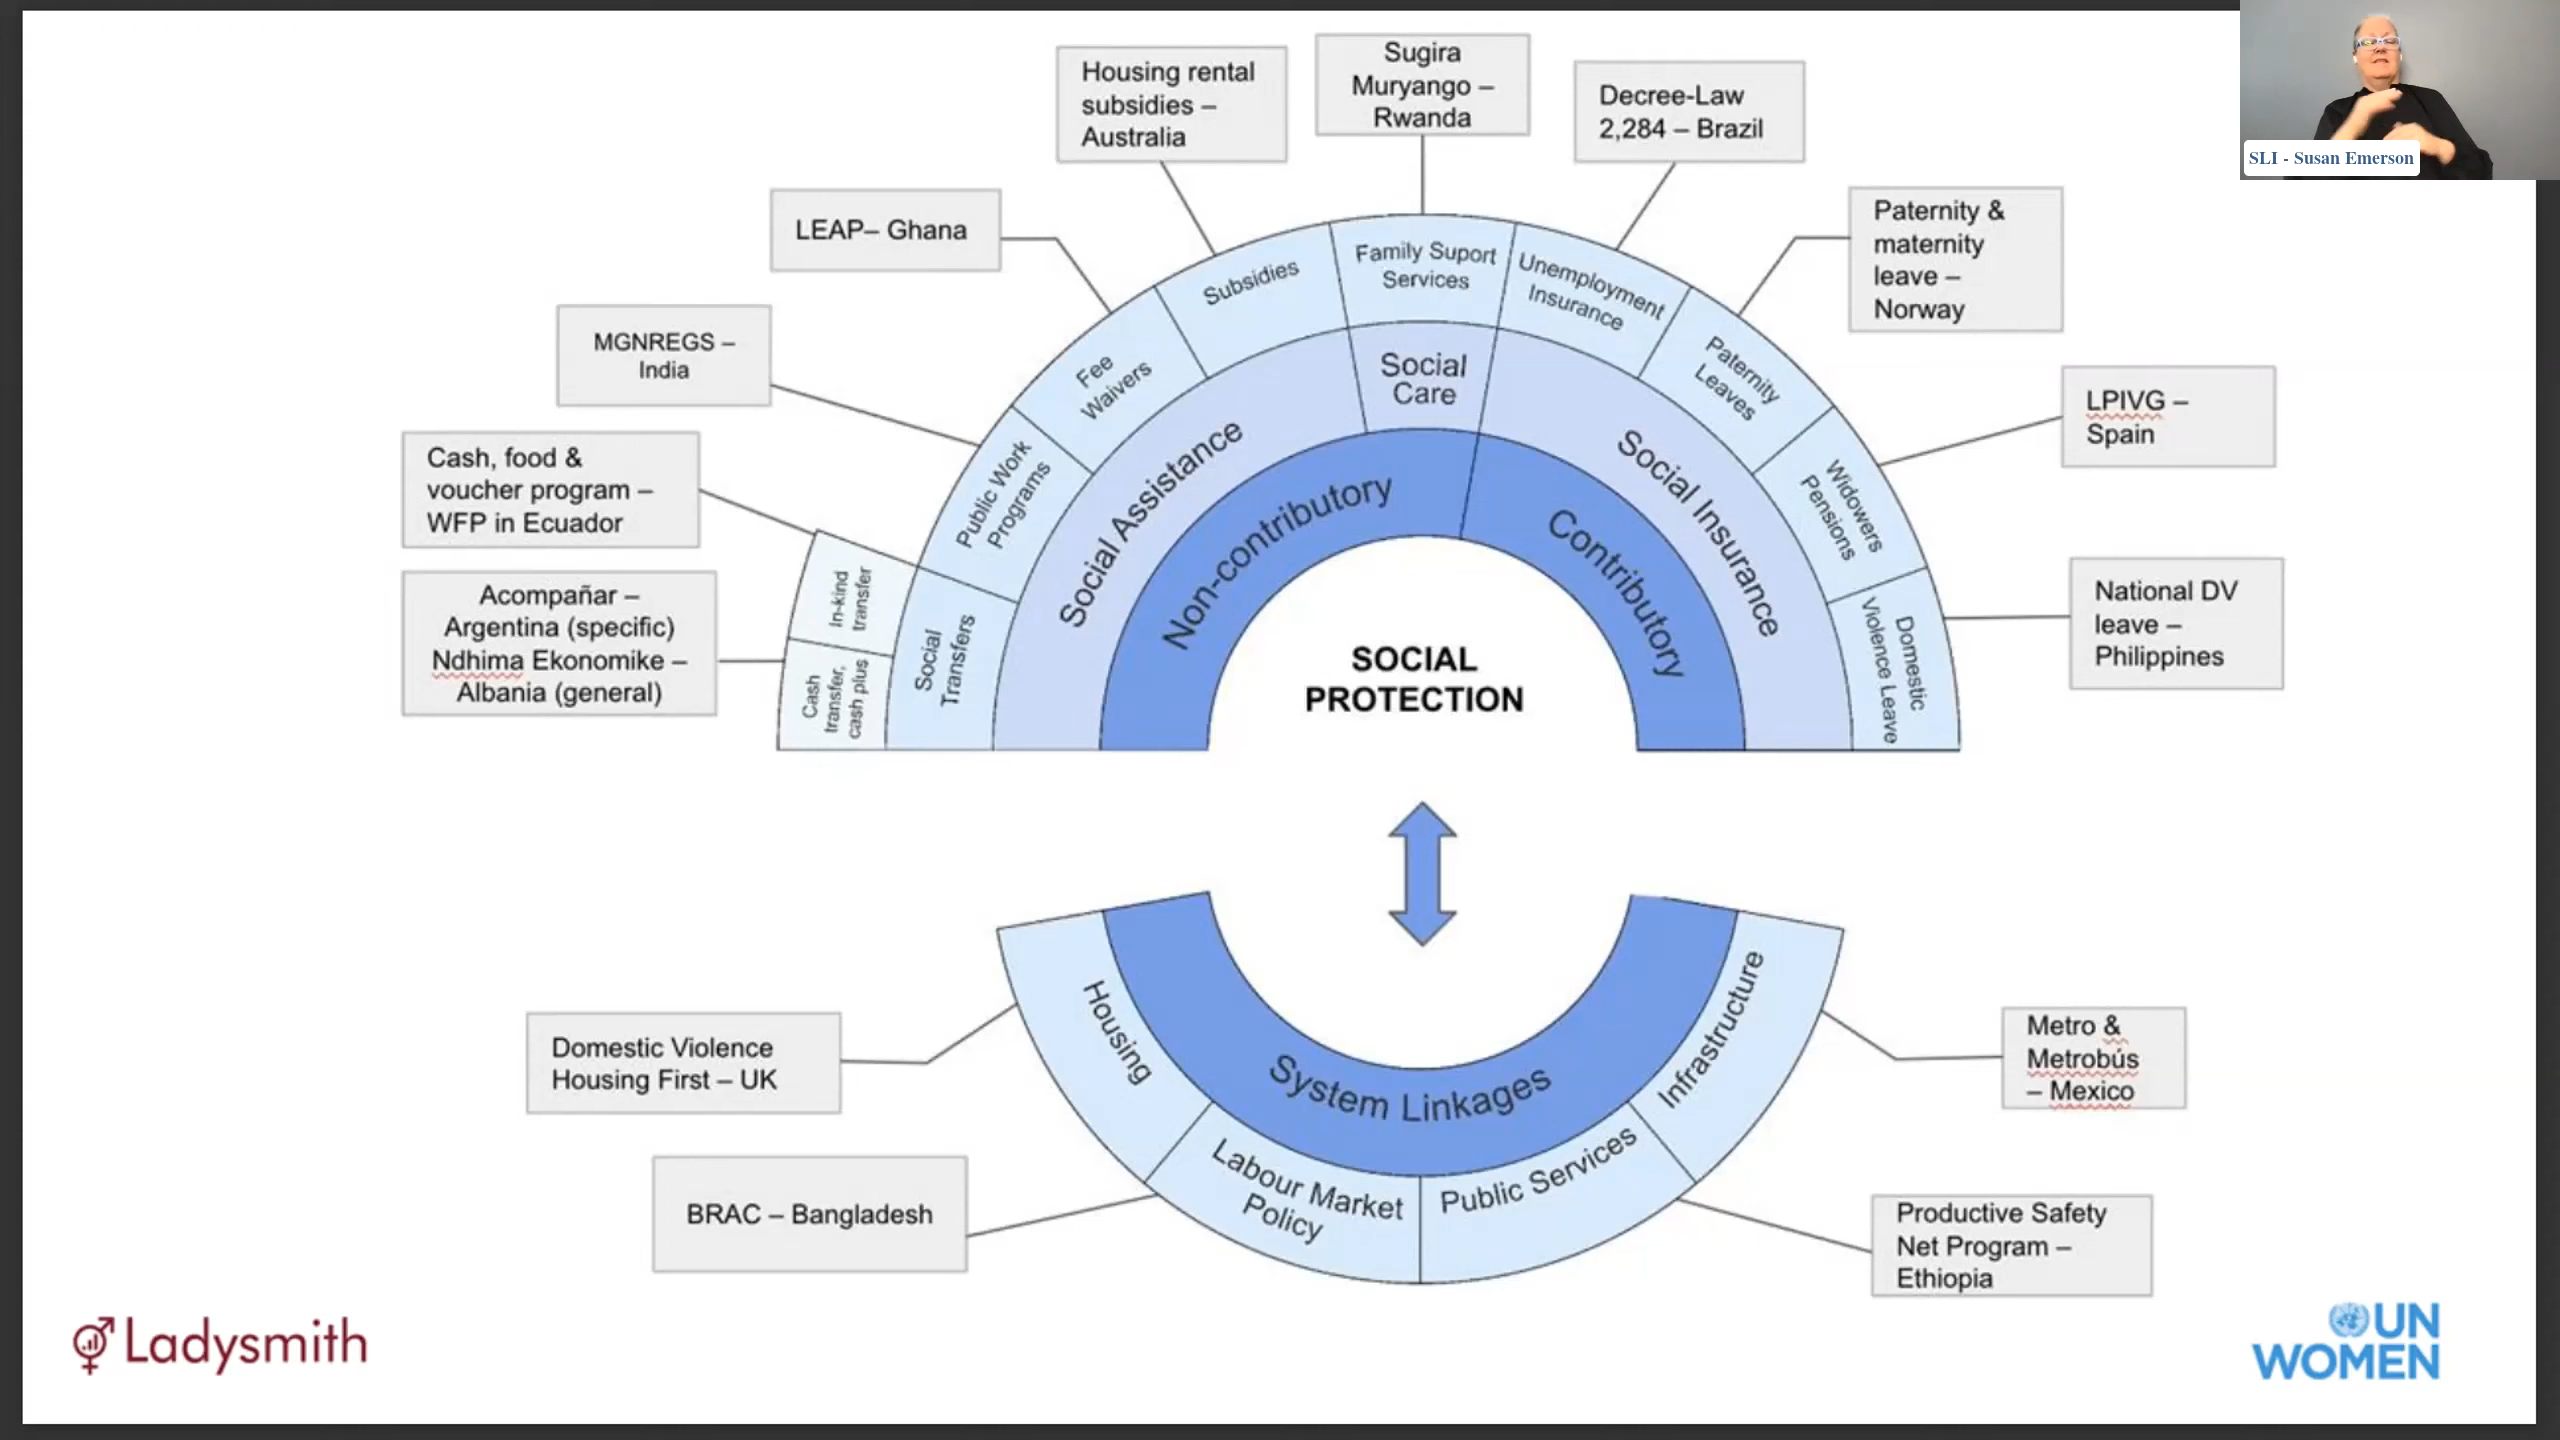 Housing rental
subsidies –
Australia
Sugira
Muryango –
Rwanda
Decree-Law
2,284 – Brazil
SLI - Susan Emerson
LEAP– Ghana
Paternity &
maternity
leave –
Norway
MGNREGS –
India
LPIVG –
Spain
Cash, food &
voucher program –
WFP in Ecuador
National DV
leave –
Philippines
Acompañar –
Argentina (specific)
Ndhima Ekonomike –
Albania (general)
Cash
transfer,
cash plus
In-kind
transfer
Social
Transfers
Public Work
Programs
Fee
Waivers
Subsidies
Family Suport
Services
Unemployment
Insurance
Paternity
Leaves
Widowers
Pensions
Domestic
Violence Leave
Social Assistance
Social
Care
Social Insurance
Non-contributory
Contributory
SOCIAL
PROTECTION
System Linkages
Housing
Labour Market
Policy
Public Services
Infrastructure
Domestic Violence
Housing First – UK
Metro &
Metrobús
– Mexico
BRAC – Bangladesh
Productive Safety
Net Program –
Ethiopia
Ladysmith
UN
WOMEN